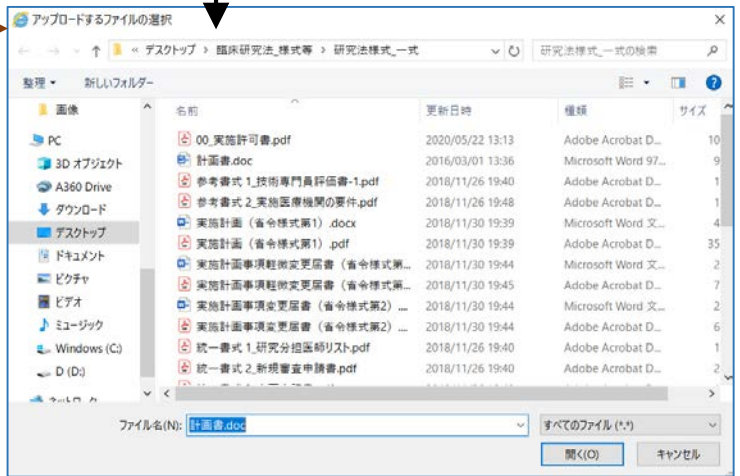 アップロードするファイルの選択
« デスクトップ > 臨床研究法_様式等 > 研究法様式_一式
研究法様式_一式の検索
整理
新しいフォルダー
画像
PC
3D オブジェクト
A360 Drive
ダウンロード
デスクトップ
ドキュメント
ピクチャ
ビデオ
ミュージック
Windows (C:)
D (D:)
名前 更新日時 種類 サイズ
00_実施許可書.pdf 2020/05/22 13:13 Adobe Acrobat D... 10
計画書.doc 2016/03/01 13:36 Microsoft Word 97... 9
参考書式 1_技術専門員評価書-1.pdf 2018/11/26 19:40 Adobe Acrobat D... 1
参考書式 2_実施医療機関の要件.pdf 2018/11/26 19:48 Adobe Acrobat D... 1
実施計画（省令様式第1）.docx 2018/11/30 19:39 Microsoft Word 文... 4
実施計画（省令様式第1）.pdf 2018/11/30 19:39 Adobe Acrobat D... 35
実施計画事項軽微変更届書（省令様式第... 2018/11/30 19:44 Microsoft Word 文... 2
実施計画事項軽微変更届書（省令様式第... 2018/11/30 19:45 Adobe Acrobat D... 7
実施計画事項変更届書（省令様式第2）.... 2018/11/30 19:44 Microsoft Word 文... 2
実施計画事項変更届書（省令様式第2）.... 2018/11/30 19:44 Adobe Acrobat D... 6
統一書式 1_研究分担医師リスト.pdf 2018/11/26 19:40 Adobe Acrobat D... 1
統一書式 2_新規審査申請書.pdf 2018/11/26 19:40 Adobe Acrobat D... 2
ファイル名(N): 計画書.doc
すべてのファイル (*.*)
開く(O)
キャンセル